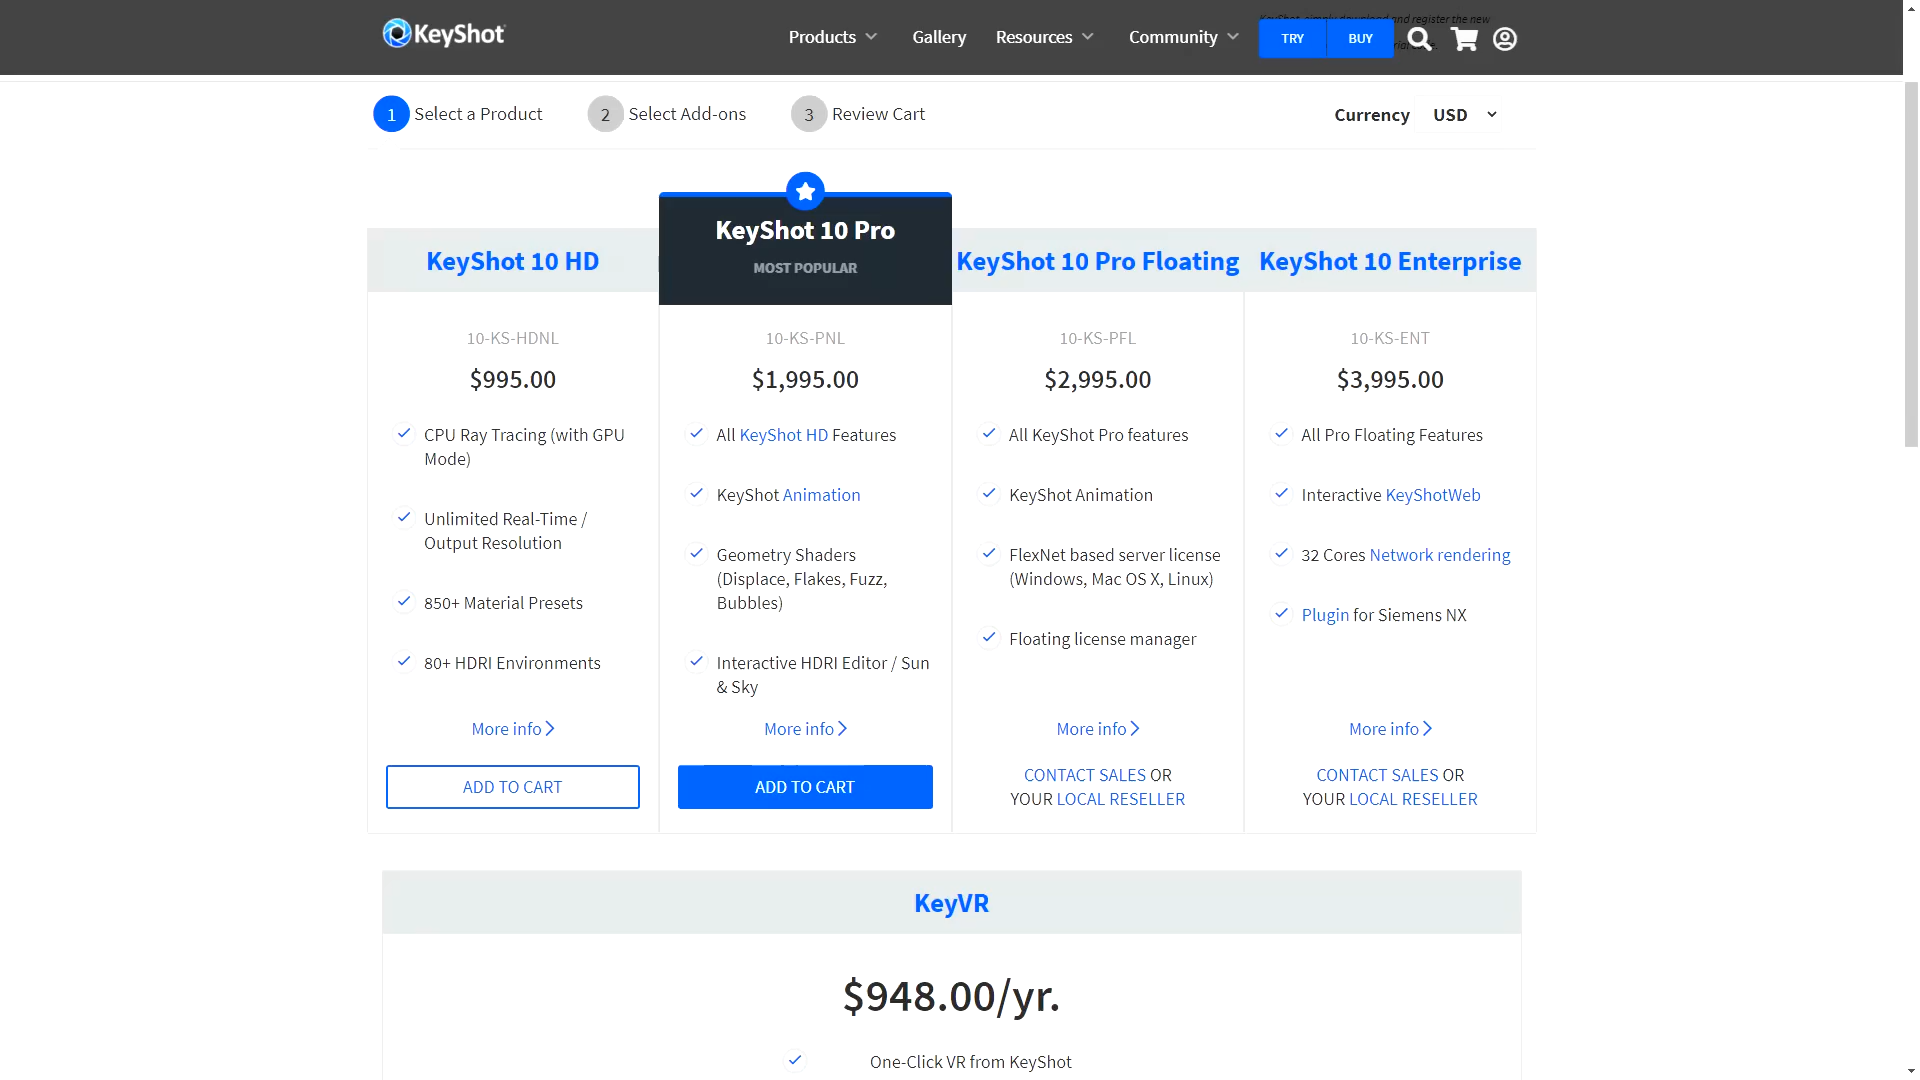 KeyShot
Products
Gallery
Resources
Community
KeyShot, simply download and register the new
TRY
BUY
1 Select a Product
2 Select Add-ons
3 Review Cart
Currency USD
KeyShot 10 HD
10-KS-HDNL
$995.00
CPU Ray Tracing (with GPU
Mode)
Unlimited Real-Time /
Output Resolution
850+ Material Presets
80+ HDRI Environments
More info
ADD TO CART
KeyShot 10 Pro
MOST POPULAR
10-KS-PNL
$1,995.00
All KeyShot HD Features
KeyShot Animation
Geometry Shaders
(Displace, Flakes, Fuzz,
Bubbles)
Interactive HDRI Editor / Sun
& Sky
More info
ADD TO CART
KeyShot 10 Pro Floating
10-KS-PFL
$2,995.00
All KeyShot Pro features
KeyShot Animation
FlexNet based server license
(Windows, Mac OS X, Linux)
Floating license manager
More info
CONTACT SALES OR
YOUR LOCAL RESELLER
KeyShot 10 Enterprise
10-KS-ENT
$3,995.00
All Pro Floating Features
Interactive KeyShotWeb
32 Cores Network rendering
Plugin for Siemens NX
More info
CONTACT SALES OR
YOUR LOCAL RESELLER
KeyVR
$948.00/yr.
One-Click VR from KeyShot